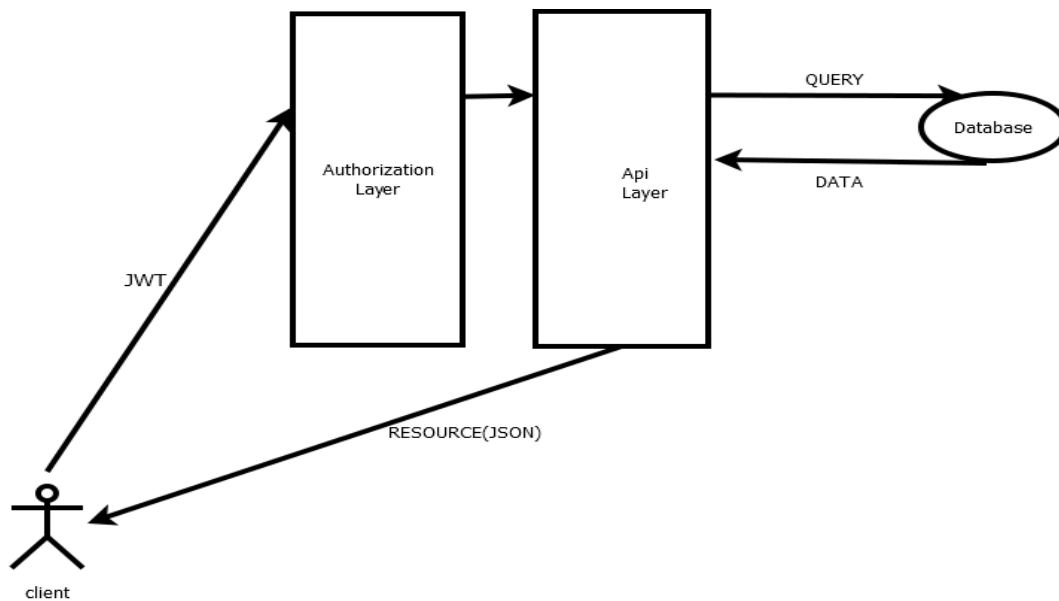 QUERY
Database
Authorization
Layer
Api
Layer
DATA
JWT
RESOURCE(JSON)
client